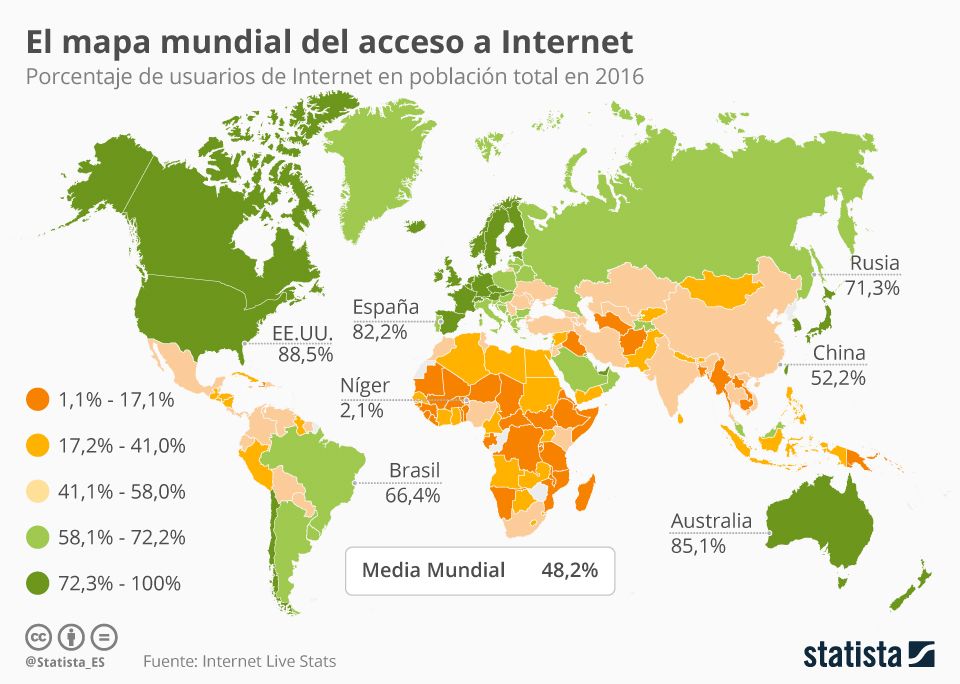 El mapa mundial del acceso a Internet
Porcentaje de usuarios de Internet en población total en 2016
Rusia
71,3%
España
82,2%
EE.UU.
88,5%
China
52,2%
Níger
2,1%
1,1% - 17,1%
17,2% - 41,0%
41,1% - 58,0%
58,1% - 72,2%
72,3% - 100%
Brasil
66,4%
Australia
85,1%
Media Mundial 48,2%
@Statista_ES
Fuente: Internet Live Stats
statista